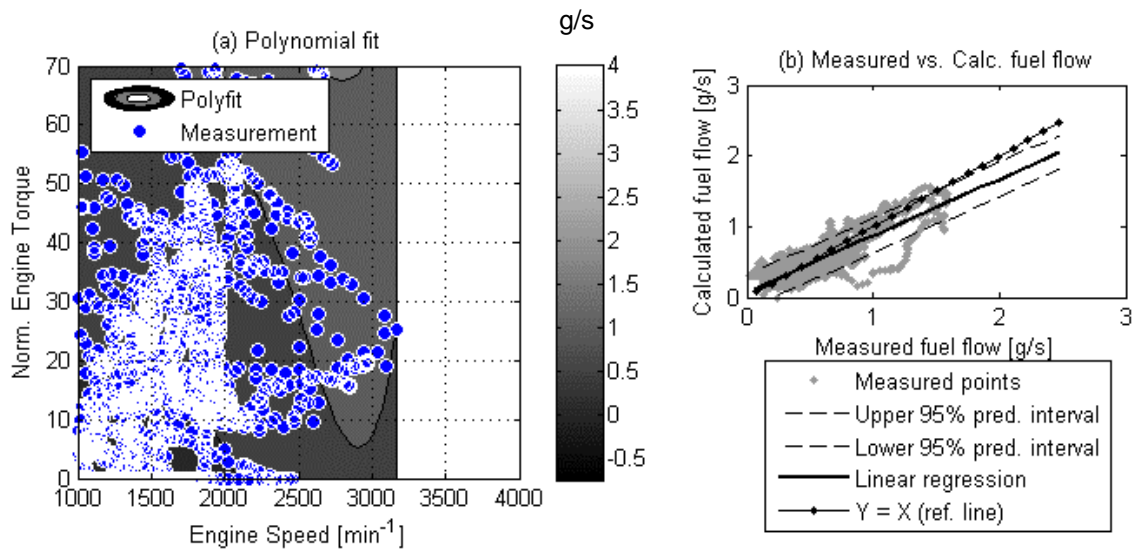 g/s
(a) Polynomial fit
70
60
50
40
30
20
10
0
Norm. Engine Torque
Polyfit
Measurement
1000 1500 2000 2500 3000 3500 4000
Engine Speed [min-1]
4
3.5
3
2.5
2
1.5
1
0.5
0
-0.5
(b) Measured vs. Calc. fuel flow
Calculated fuel flow [g/s]
3
2
1
0
0 1 2 3
Measured fuel flow [g/s]
Measured points
Upper 95% pred. interval
Lower 95% pred. interval
Linear regression
Y = X (ref. line)